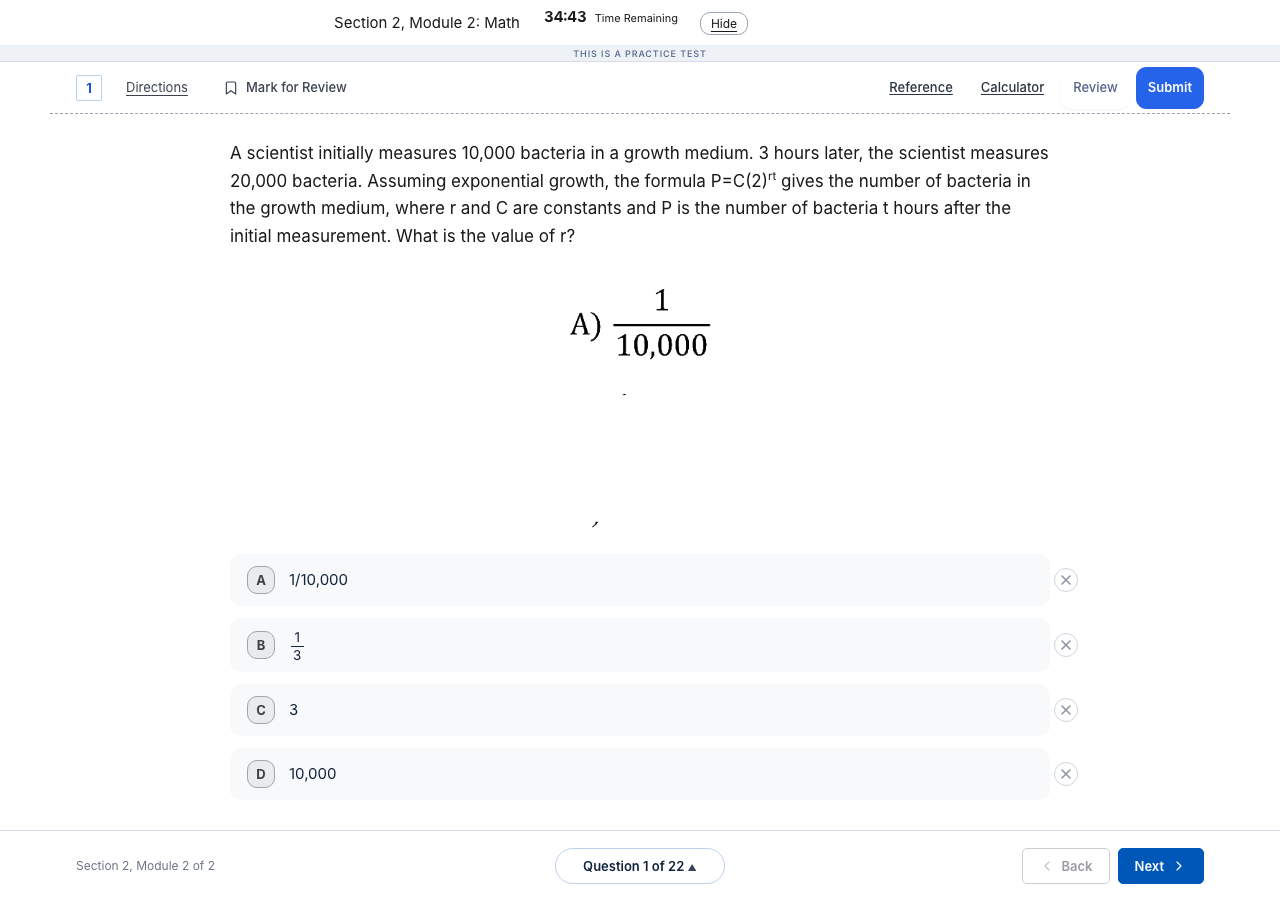 Section 2, Module 2: Math
34:43 Time Remaining
Hide
THIS IS A PRACTICE TEST
1
Directions
Mark for Review
Reference
Calculator
Review
Submit
A scientist initially measures 10,000 bacteria in a growth medium. 3 hours later, the scientist measures
20,000 bacteria. Assuming exponential growth, the formula P=C(2)^rt gives the number of bacteria in
the growth medium, where r and C are constants and P is the number of bacteria t hours after the
initial measurement. What is the value of r?
A) 1/10,000
A 1/10,000
B 1/3
C 3
D 10,000
Section 2, Module 2 of 2
Question 1 of 22 ▲
Back
Next